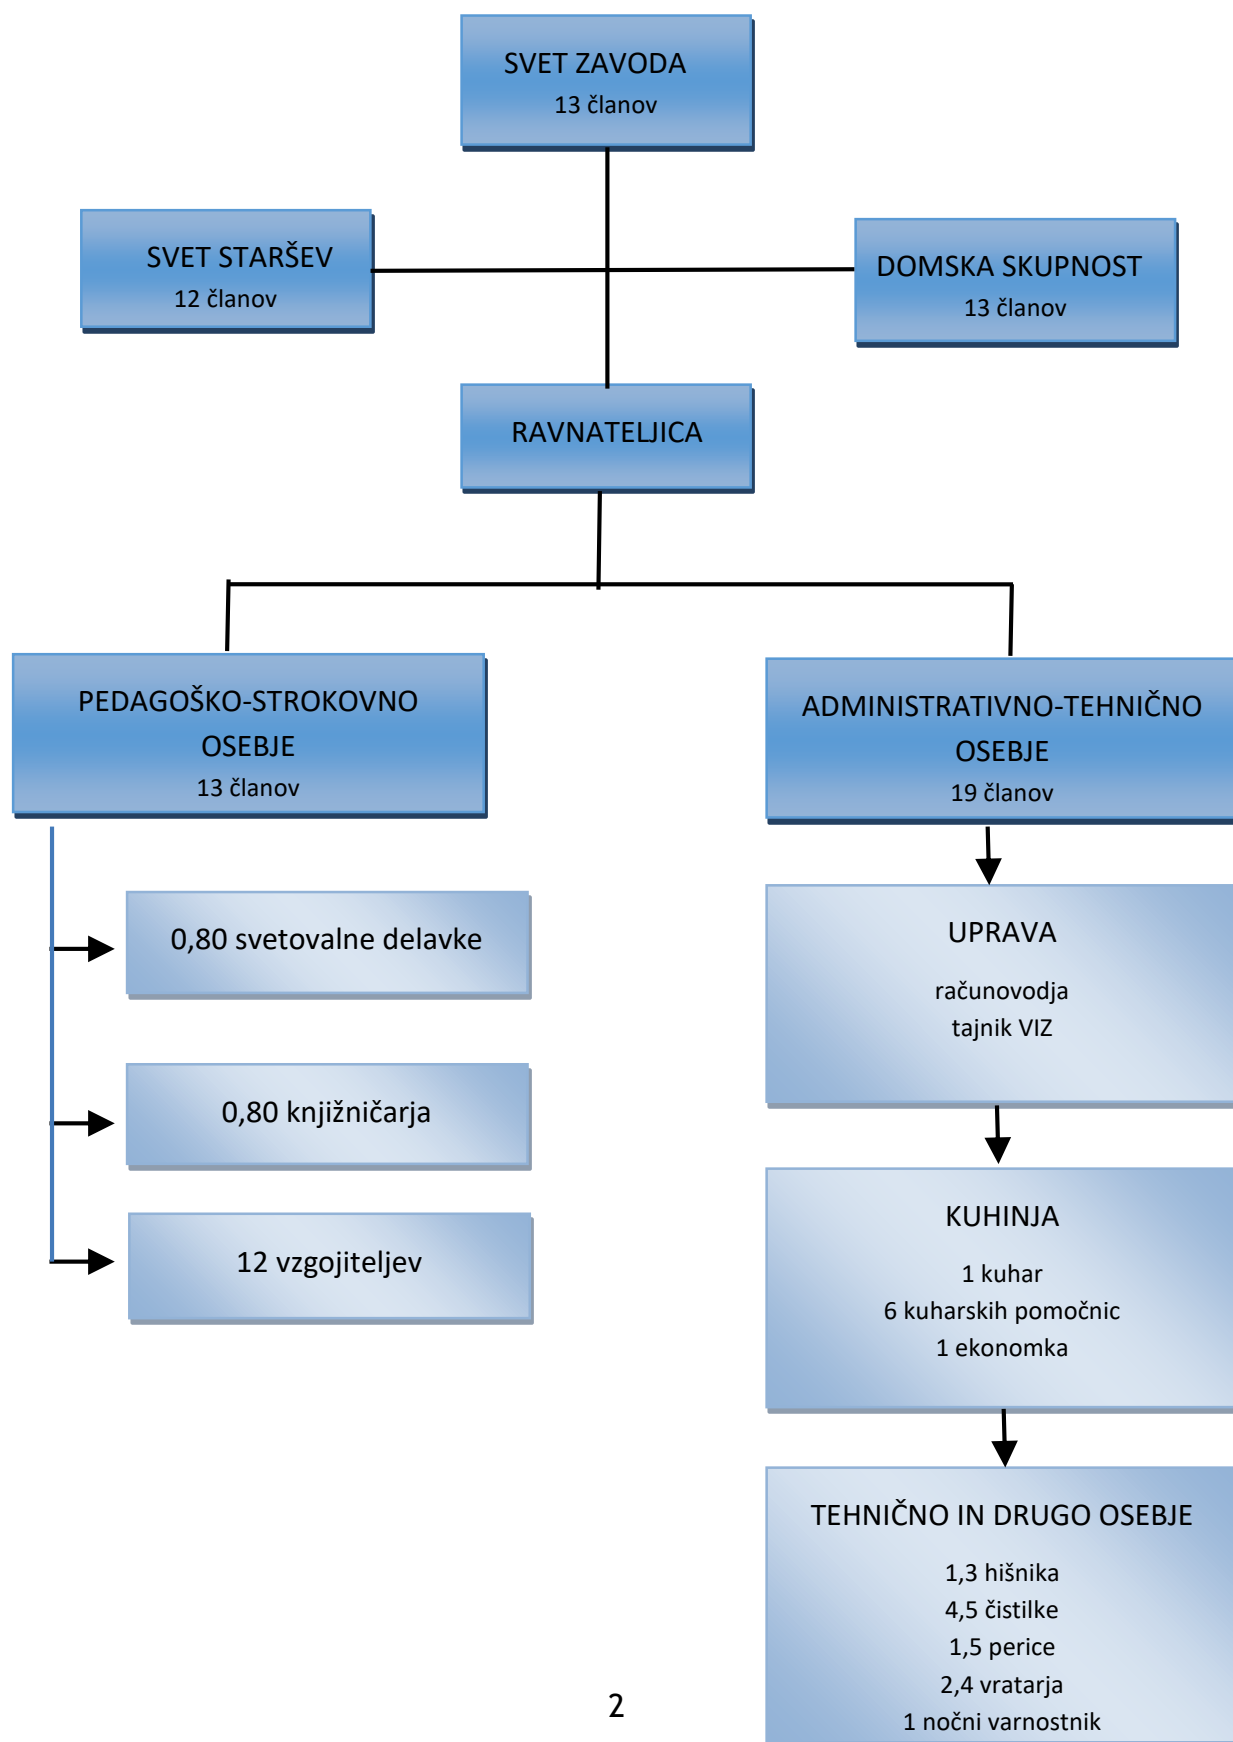 SVET ZAVODA
13 članov
SVET STARŠEV
12 članov
DOMSKA SKUPNOST
13 članov
RAVNATELJICA
PEDAGOŠKO-STROKOVNO
OSEBJE
13 članov
0,80 svetovalne delavke
0,80 knjižničarja
12 vzgojiteljev
ADMINISTRATIVNO-TEHNIČNO
OSEBJE
19 članov
UPRAVA
računovodja
tajnik VIZ
KUHINJA
1 kuhar
6 kuharskih pomočnic
1 ekonomka
TEHNIČNO IN DRUGO OSEBJE
1,3 hišnika
4,5 čistilke
1,5 perice
2,4 vratarja
1 nočni varnostnik
2